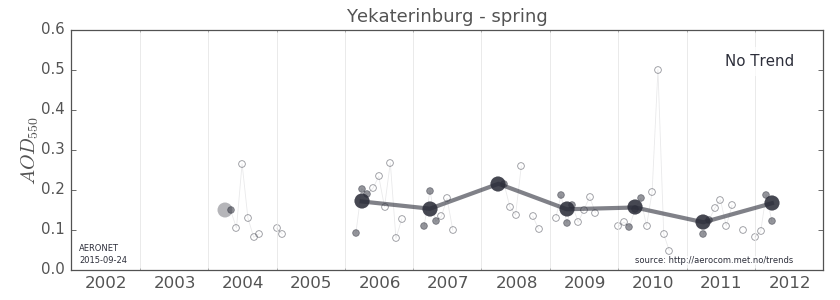 Yekaterinburg - spring
No Trend
AOD550
0.6
0.5
0.4
0.3
0.2
0.1
0.0
AERONET
2015-09-24
source: http://aerocom.met.no/trends
2002 2003 2004 2005 2006 2007 2008 2009 2010 2011 2012